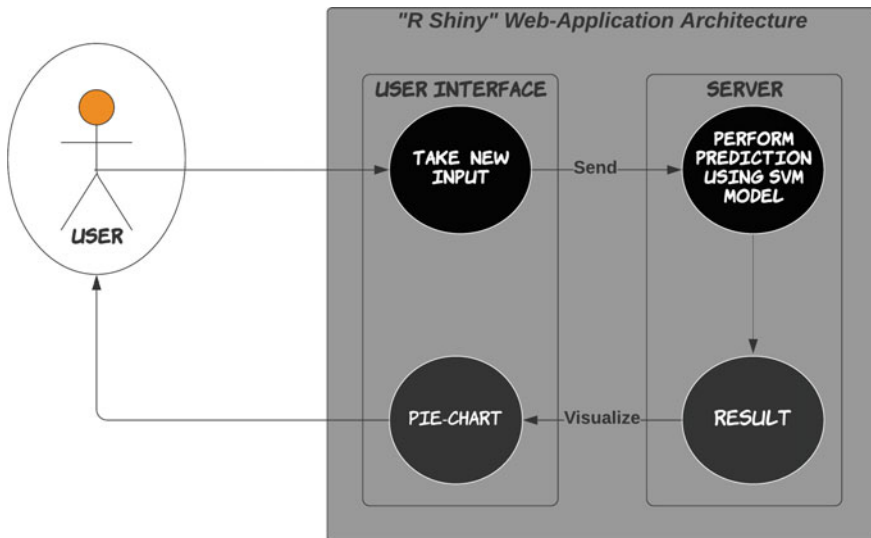 "R Shiny" Web-Application Architecture
USER INTERFACE
SERVER
USER
TAKE NEW
INPUT
Send
PERFORM
PREDICTION
USING SVM
MODEL
PIE-CHART
Visualize
RESULT